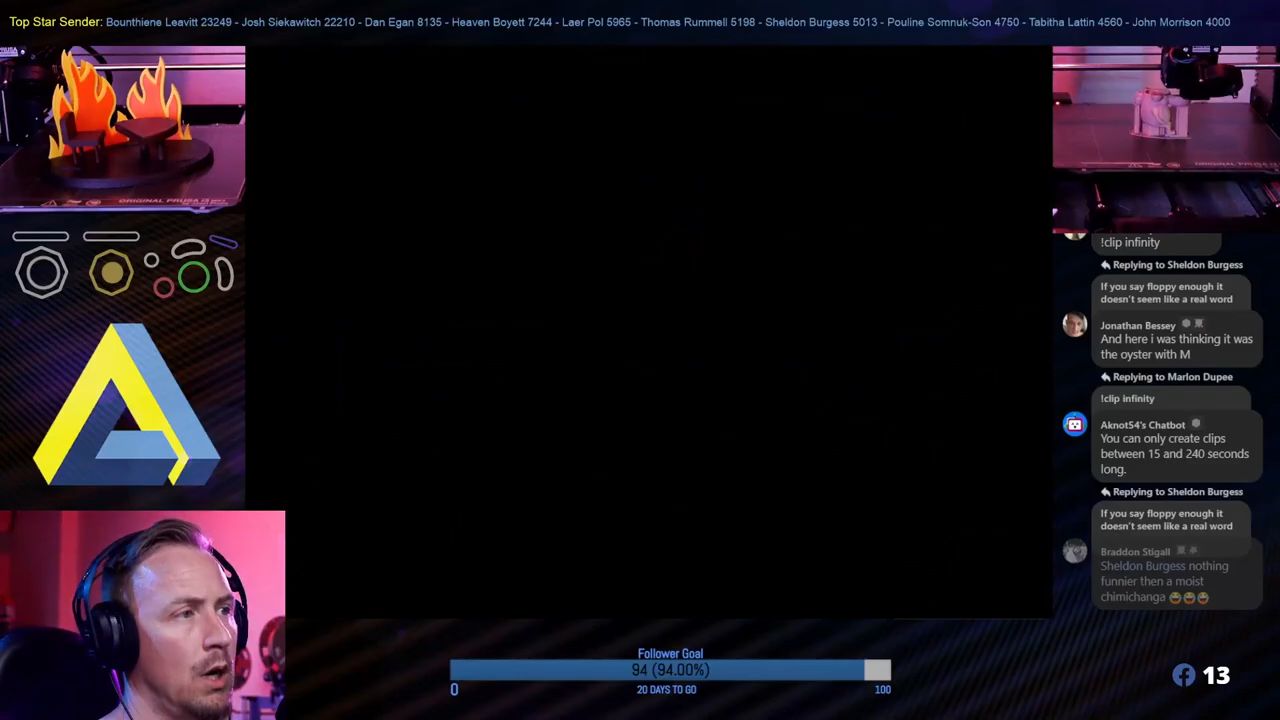 Top Star Sender: Bounthiene Leavitt 23249 - Josh Siekawitch 22210 - Dan Egan 8135 - Heaven Boyett 7244 - Laer Pol 5965 - Thomas Rummell 5198 - Sheldon Burgess 5013 - Pouline Somnuk-Son 4750 - Tabitha Lattin 4560 - John Morrison 4000
ORIGINAL PRUSA
ORIGINAL PRUSA
!clip infinity
Replying to Sheldon Burgess
If you say floppy enough it
doesn't seem like a real word
Jonathan Bessey
And here i was thinking it was
the oyster with M
Replying to Marlon Dupee
!clip infinity
Aknot54's Chatbot
You can only create clips
between 15 and 240 seconds
long.
Replying to Sheldon Burgess
If you say floppy enough it
doesn't seem like a real word
Braddon Stigall
Sheldon Burgess nothing
funnier then a moist
chimichanga 😂😂😂
Follower Goal
94 (94.00%)
0
20 DAYS TO GO
100
13